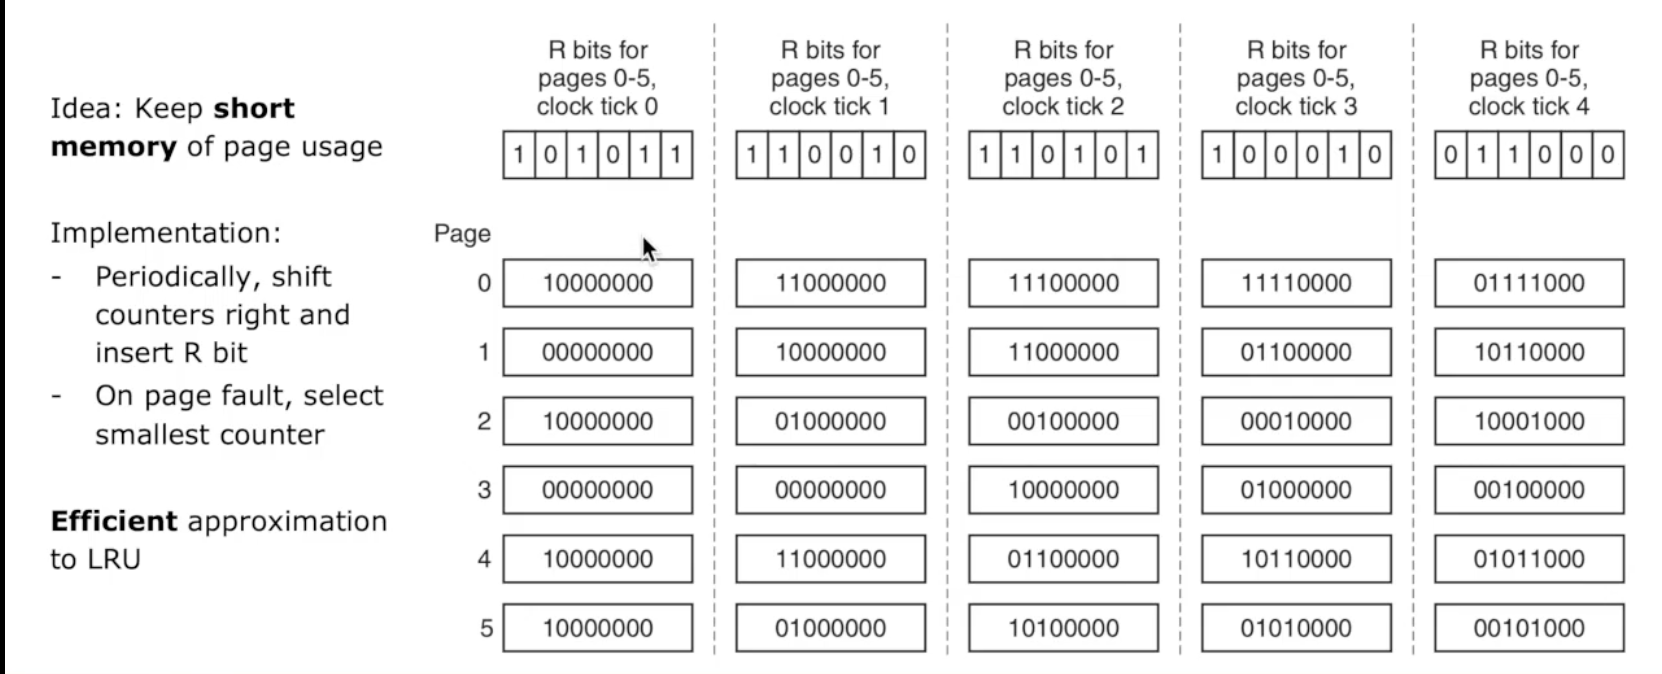 Idea: Keep short
memory of page usage
Implementation:
- Periodically, shift
counters right and
insert R bit
- On page fault, select
smallest counter
Efficient approximation
to LRU
R bits for
pages 0-5,
clock tick 0
R bits for
pages 0-5,
clock tick 1
R bits for
pages 0-5,
clock tick 2
R bits for
pages 0-5,
clock tick 3
R bits for
pages 0-5,
clock tick 4
1 0 1 0 1 1 1 1 0 0 1 0 1 1 0 1 0 1 1 0 0 0 1 0 0 1 1 0 0 0
Page
0 10000000 11000000 11100000 11110000 01111000
1 00000000 10000000 11000000 01100000 10110000
2 10000000 01000000 00100000 00010000 10001000
3 00000000 00000000 10000000 01000000 00100000
4 10000000 11000000 01100000 10110000 01011000
5 10000000 01000000 10100000 01010000 00101000